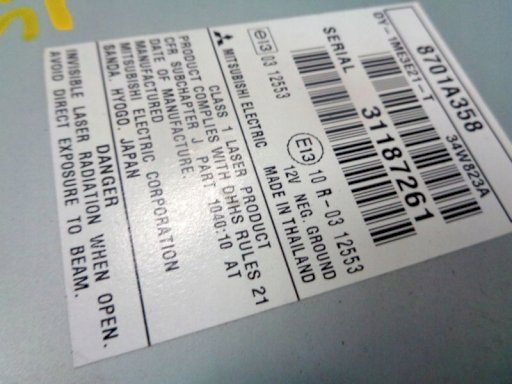 8701A358
34W823A
DY-1ME3E21-T
31187261
SERIAL
e13 03 12553
E13 10 R-03 12553
12V NEG. GROUND
MITSUBISHI ELECTRIC
MADE IN THAILAND
CLASS 1 LASER PRODUCT
PRODUCT COMPLIES WITH DHHS RULES 21
CFR SUBCHAPTER J PART 1040:10 AT
DATE OF MANUFACTURE.
MANUFACTURED
MITSUBISHI ELECTRIC CORPORATION
SANDA. HYOGO. JAPAN
DANGER
INVISIBLE LASER RADIATION WHEN OPEN.
AVOID DIRECT EXPOSURE TO BEAM.